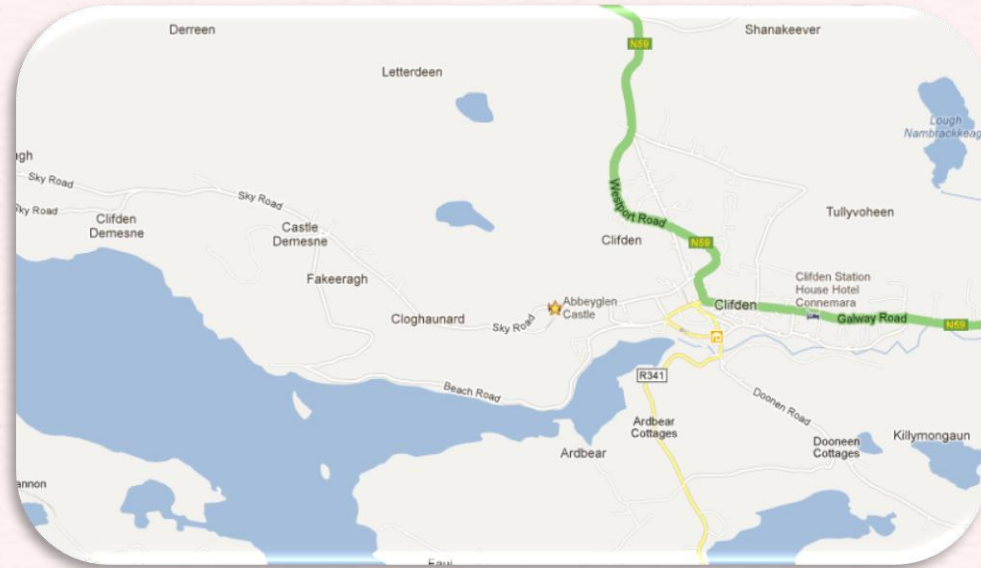 Derreen
Shanakeever
N59
Letterdeen
Lough
Nambrackkeag
Sky Road
Sky Road
Sky Road
Clifden
Demesne
Castle
Demesne
Westport Road
Tullyvoheen
Clifden
N59
Fakeeragh
Clifden Station
House Hotel
Connemara
Abbeyglen
Castle
Clifden
Cloghaunard
Sky Road
Galway Road
N59
R341
Beach Road
Doonen Road
Ardbear
Cottages
Ardbear
Dooneen
Cottages
Killymongaun
annon